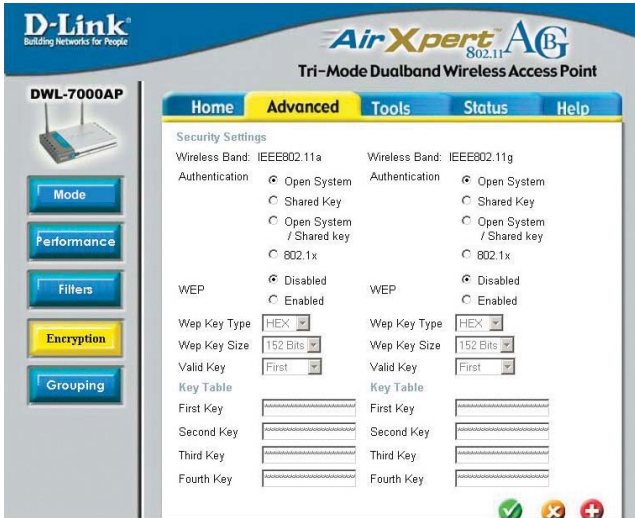 D-Link
Building Networks for People
Air Xpert 802.11 ABG
Tri-Mode Dualband Wireless Access Point
DWL-7000AP
Home Advanced Tools Status Help
Mode
Performance
Filters
Encryption
Grouping
Security Settings
Wireless Band: IEEE802.11a Wireless Band: IEEE802.11g
Authentication Open System Authentication Open System
Shared Key Shared Key
Open System Open System
/ Shared key / Shared key
802.1x 802.1x
WEP Disabled WEP Disabled
Enabled Enabled
Wep Key Type HEX Wep Key Type HEX
Wep Key Size 152 Bits Wep Key Size 152 Bits
Valid Key First Valid Key First
Key Table Key Table
First Key First Key
Second Key Second Key
Third Key Third Key
Fourth Key Fourth Key